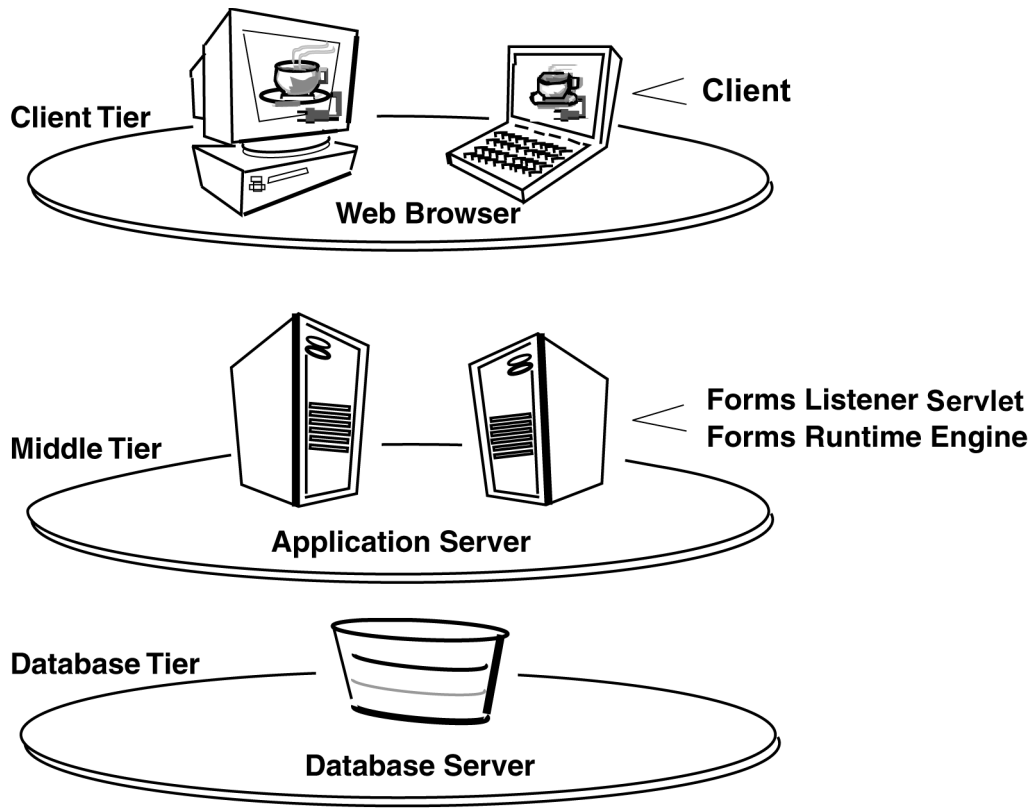 Client Tier
Client
Web Browser
Middle Tier
Forms Listener Servlet
Forms Runtime Engine
Application Server
Database Tier
Database Server